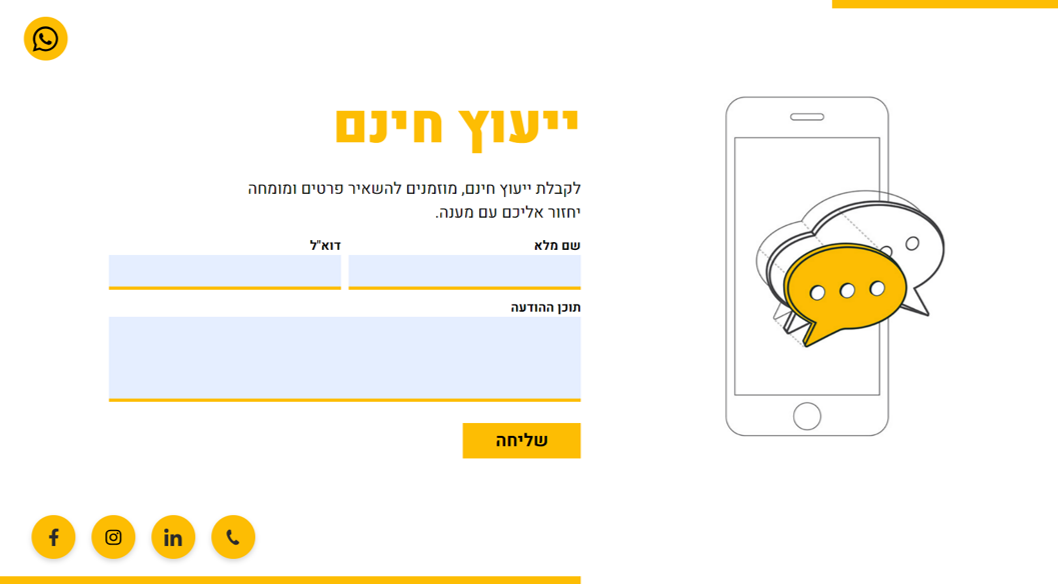 ייעוץ חינם
לקבלת ייעוץ חינם, מוזמנים להשאיר פרטים ומומחה
יחזור אליכם עם מענה.
שם מלא
דוא"ל
תוכן ההודעה
שליחה